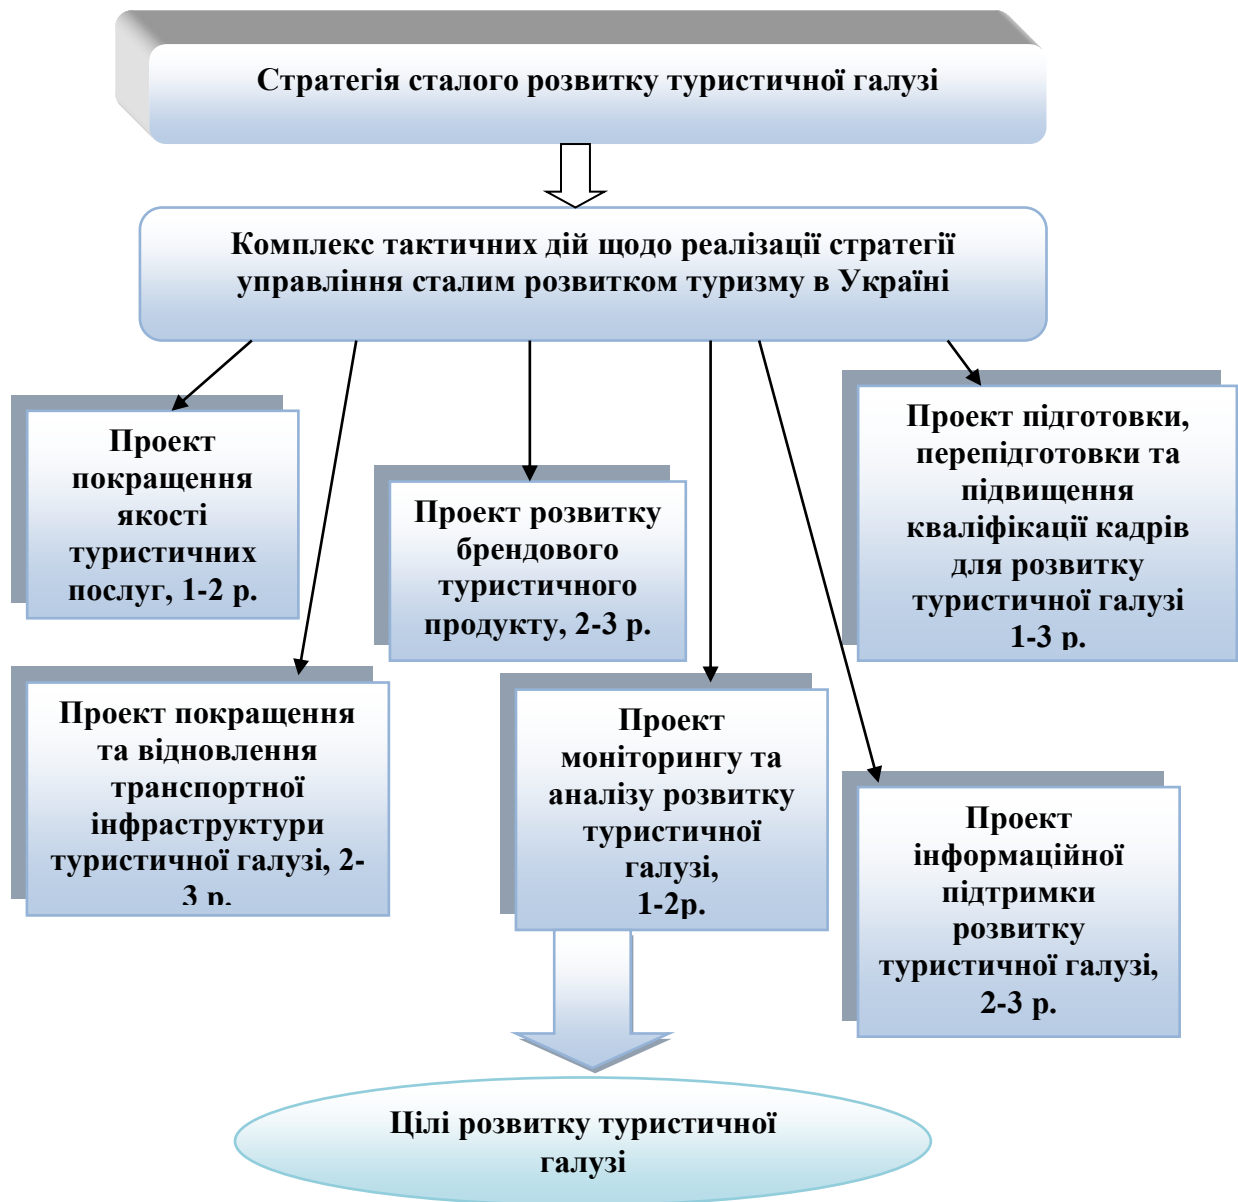 Стратегія сталого розвитку туристичної галузі
Комплекс тактичних дій щодо реалізації стратегії
управління сталим розвитком туризму в Україні
Проект
покращення
якості
туристичних
послуг, 1-2 р.
Проект розвитку
брендового
туристичного
продукту, 2-3 р.
Проект підготовки,
перепідготовки та
підвищення
кваліфікації кадрів
для розвитку
туристичної галузі
1-3 р.
Проект покращення
та відновлення
транспортної
інфраструктури
туристичної галузі, 2-
3 р.
Проект
моніторингу та
аналізу розвитку
туристичної
галузі,
1-2р.
Проект
інформаційної
підтримки
розвитку
туристичної галузі,
2-3 р.
Цілі розвитку туристичної
галузі